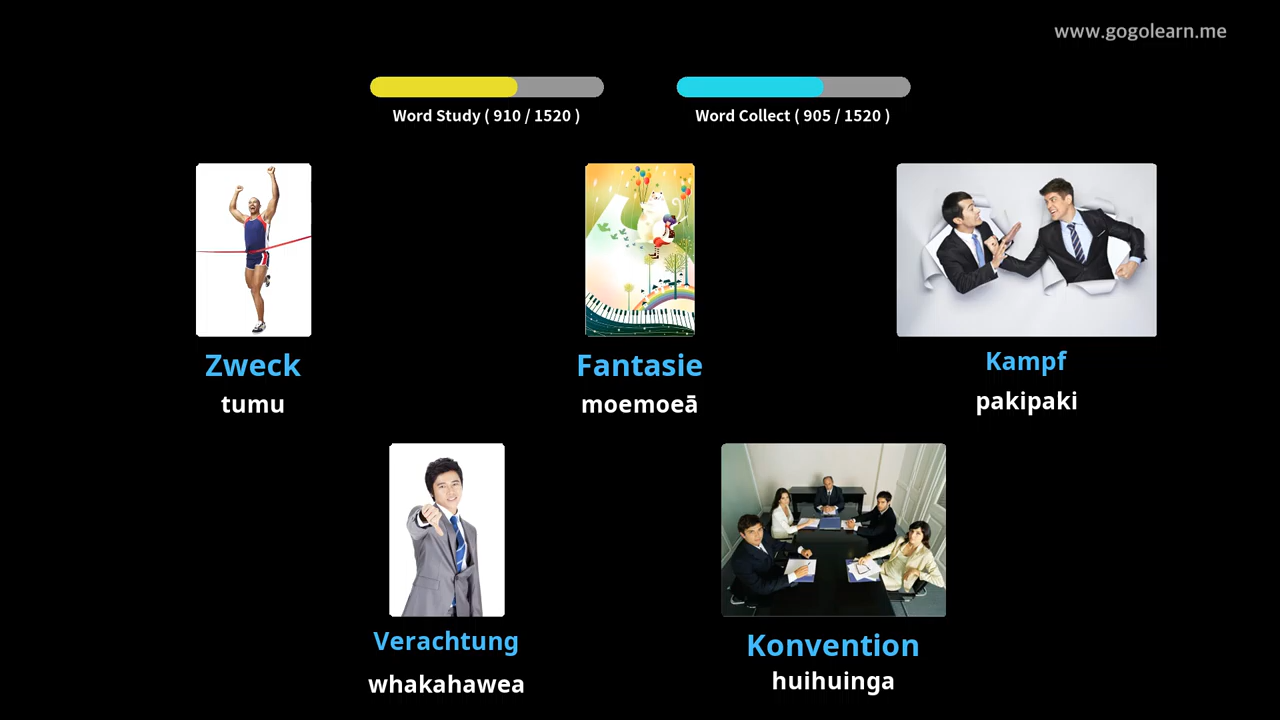 www.gogolearn.me
Word Study ( 910 / 1520 )
Word Collect ( 905 / 1520 )
Zweck
tumu
Fantasie
moemoeā
Kampf
pakipaki
Verachtung
whakahawea
Konvention
huihuinga